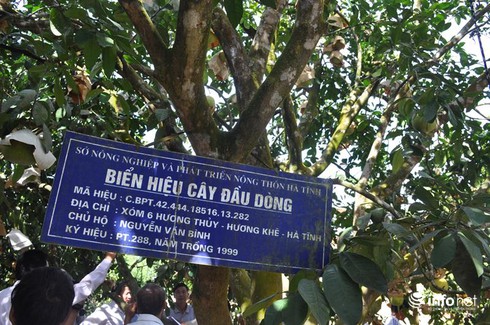 SỞ NÔNG NGHIỆP VÀ PHÁT TRIỂN NÔNG THÔN HÀ TĨNH
BIỂN HIỆU CÂY ĐẦU DÒNG
MÃ HIỆU : C.BPT.42.444.18516.13.282
ĐỊA CHỈ : XÓM 6 HƯƠNG THỦY - HƯƠNG KHÊ - HÀ TĨNH
CHỦ HỘ : NGUYỄN VĂN BÌNH
KÝ HIỆU : PT.288, NĂM TRỒNG 1999
infonet